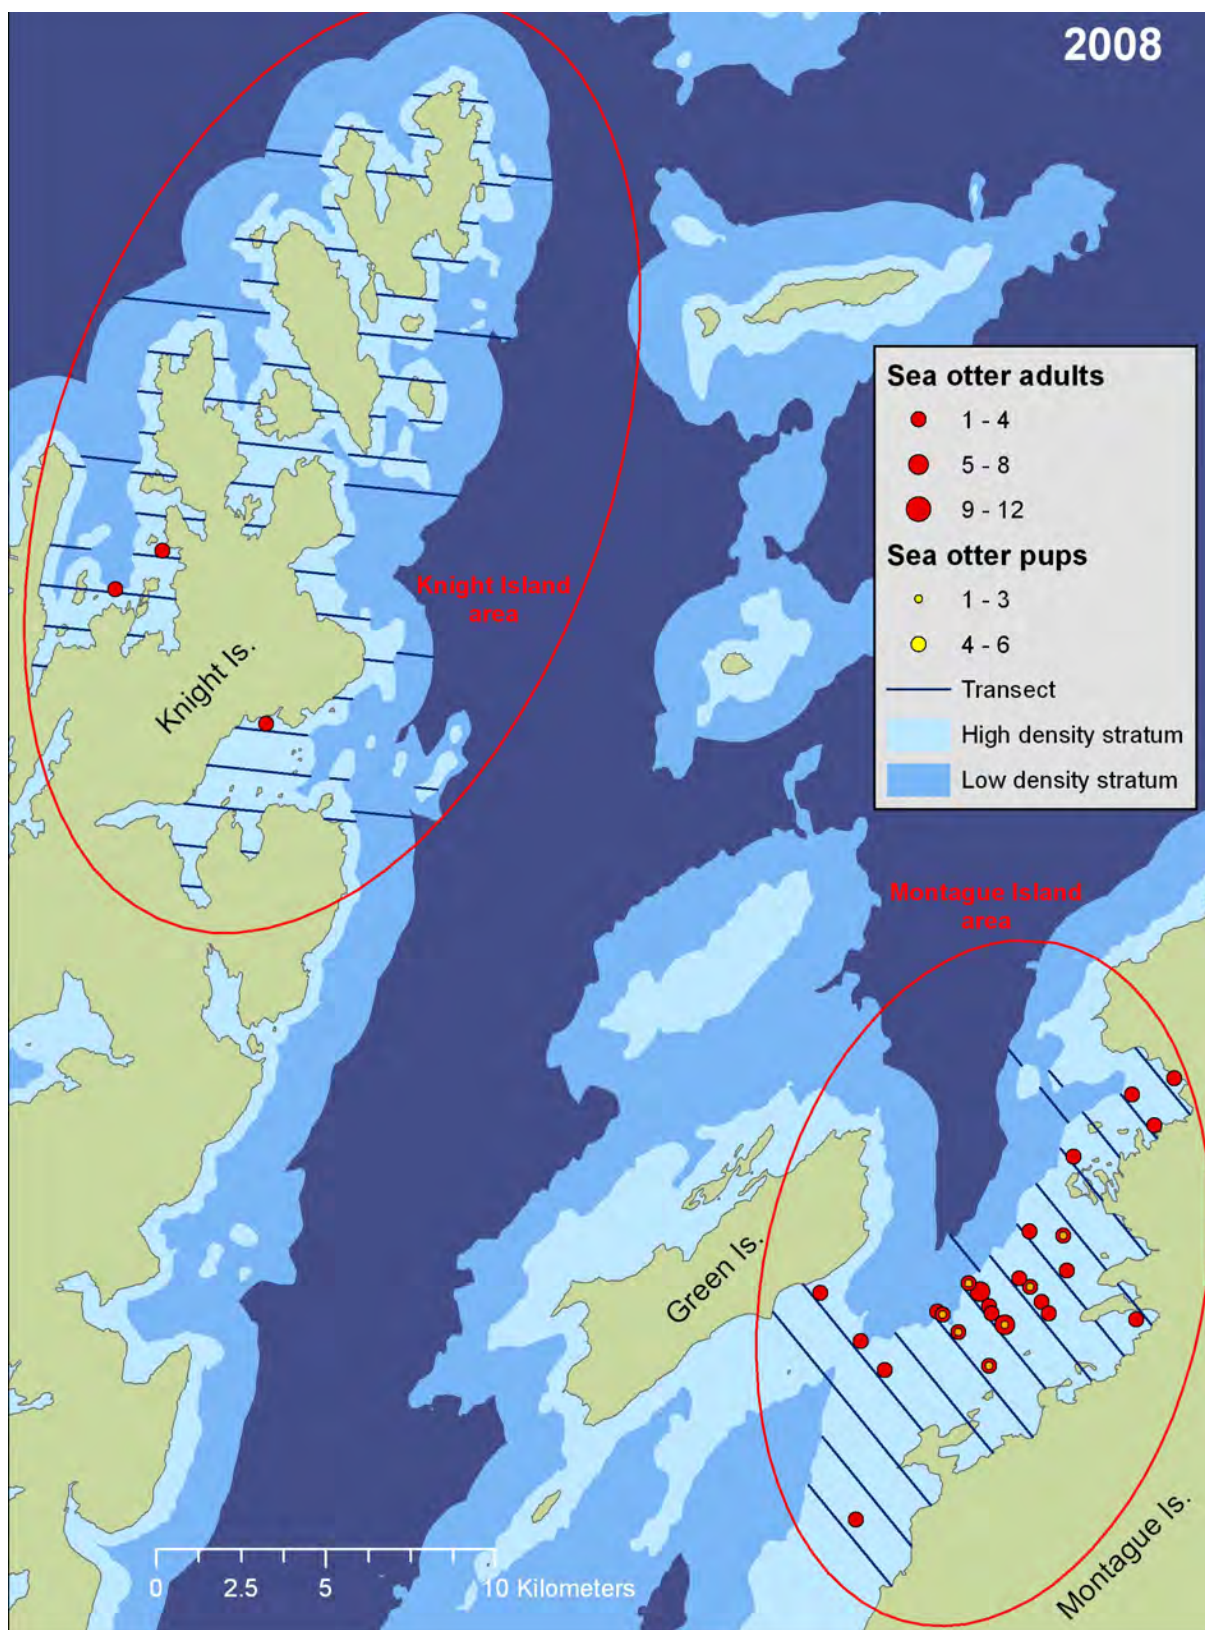 2008
Sea otter adults
1 - 4
5 - 8
9 - 12
Sea otter pups
1 - 3
4 - 6
Transect
High density stratum
Low density stratum
Knight Island
area
Knight Is.
Montague Island
area
Green Is.
Montague Is.
0 2.5 5 10 Kilometers